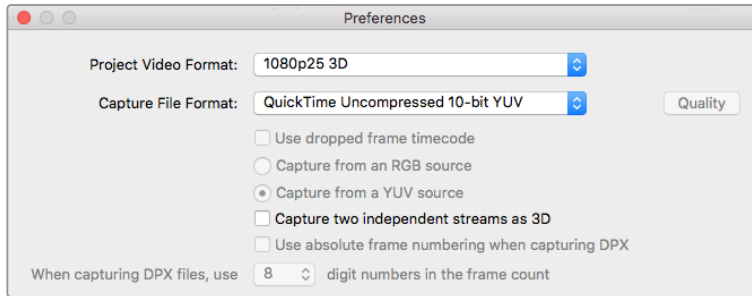 Preferences
Project Video Format: 1080p25 3D
Capture File Format: QuickTime Uncompressed 10-bit YUV Quality
Use dropped frame timecode
Capture from an RGB source
Capture from a YUV source
Capture two independent streams as 3D
Use absolute frame numbering when capturing DPX
When capturing DPX files, use 8 digit numbers in the frame count